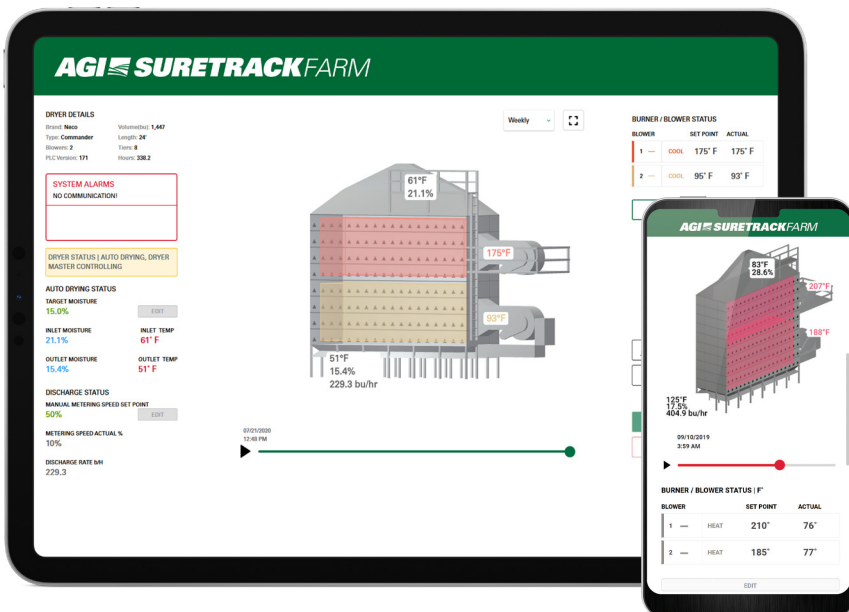 AGI SURETRACKFARM
DRYER DETAILS
Brand: Neco
Volume(bu): 1,447
Type: Commander
Length: 24'
Blowers: 2
Tiers: 8
PLC Version: 171
Hours: 338.2
SYSTEM ALARMS
NO COMMUNICATION!
DRYER STATUS | AUTO DRYING, DRYER
MASTER CONTROLLING
AUTO DRYING STATUS
TARGET MOISTURE
15.0%
EDIT
INLET MOISTURE
INLET TEMP
21.1%
61° F
OUTLET MOISTURE
OUTLET TEMP
15.4%
51° F
DISCHARGE STATUS
MANUAL METERING SPEED SET POINT
50%
EDIT
METERING SPEED ACTUAL %
10%
DISCHARGE RATE b/H
229.3
Weekly
61°F
21.1%
175°F
93°F
51°F
15.4%
229.3 bu/hr
07/21/2020
12:48 PM
BURNER / BLOWER STATUS
BLOWER SET POINT ACTUAL
1 — COOL 175° F 175° F
2 — COOL 95° F 93° F
AGI SURETRACKFARM
83°F
28.6%
207°F
188°F
125°F
17.5%
404.9 bu/hr
09/10/2019
3:59 AM
BURNER / BLOWER STATUS | F°
BLOWER SET POINT ACTUAL
1 — HEAT 210° 76°
2 — HEAT 185° 77°
EDIT